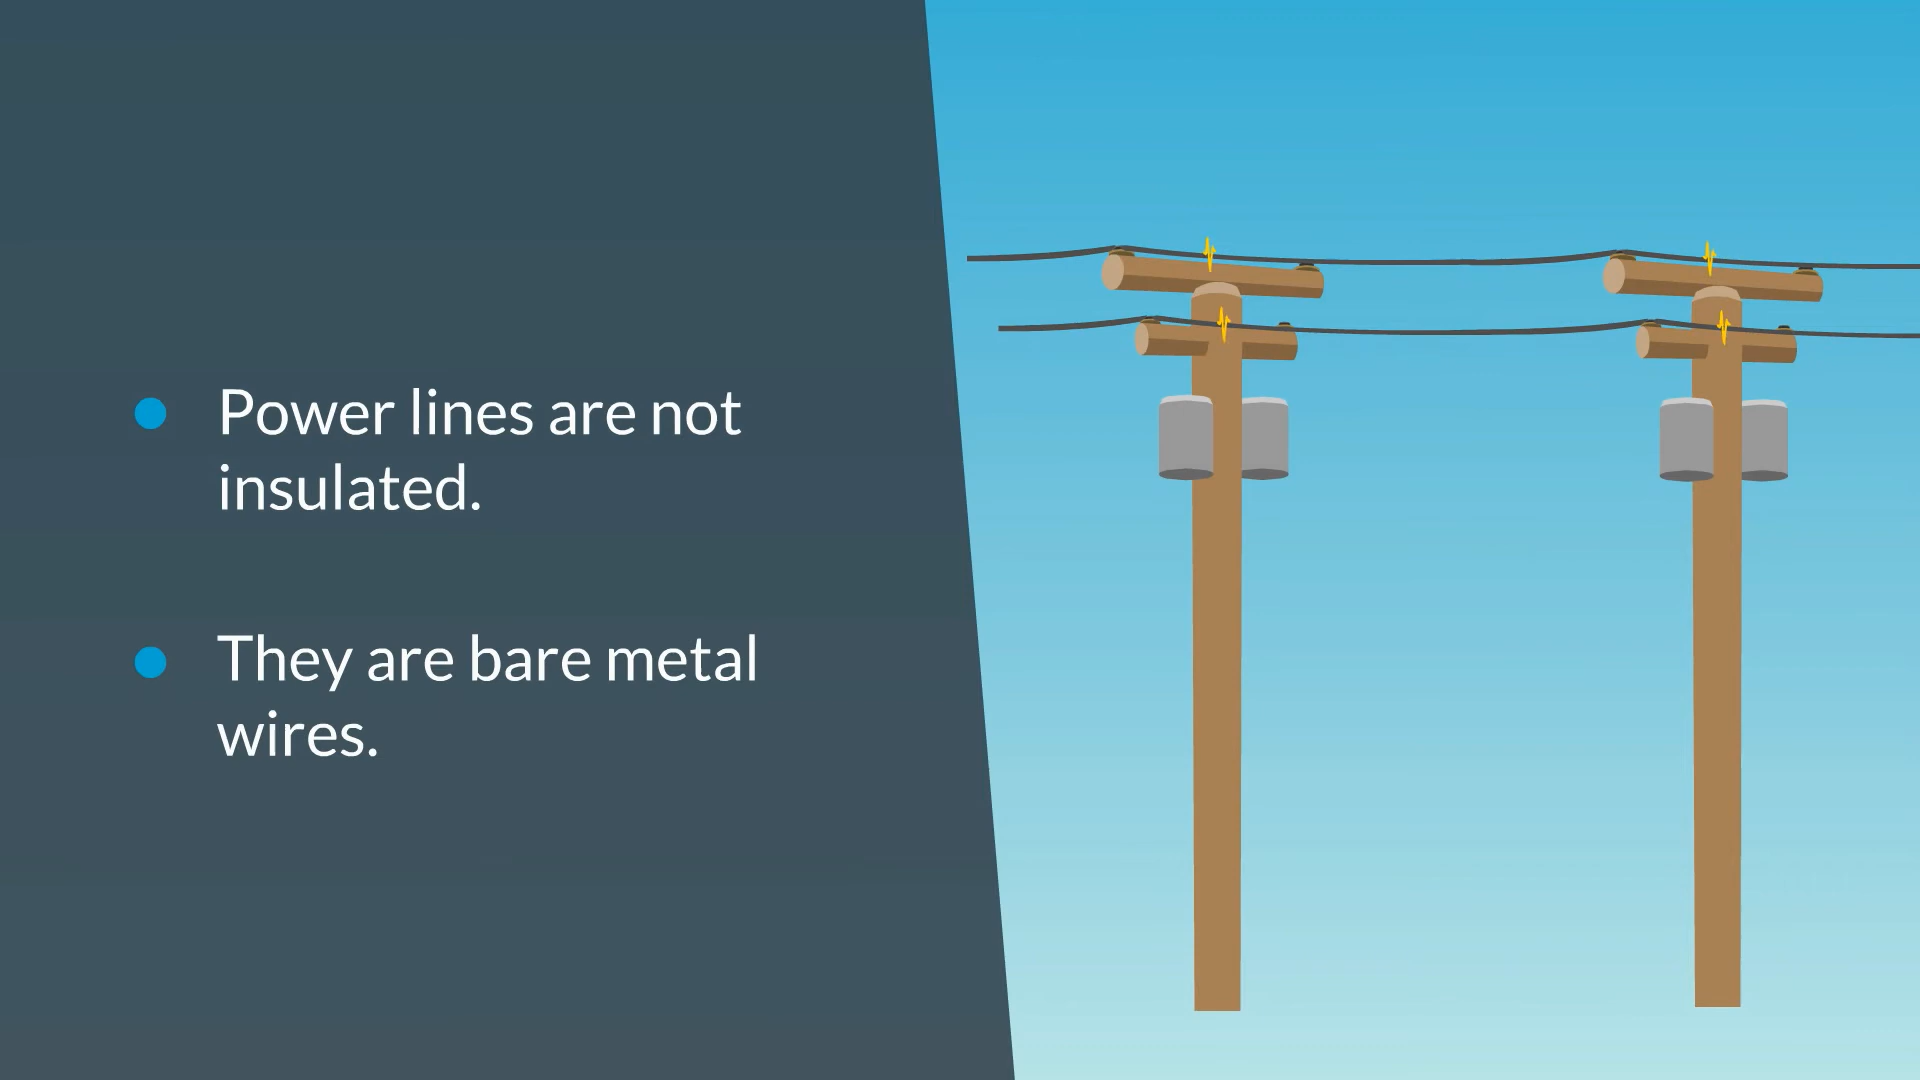 Power lines are not
insulated.
They are bare metal
wires.